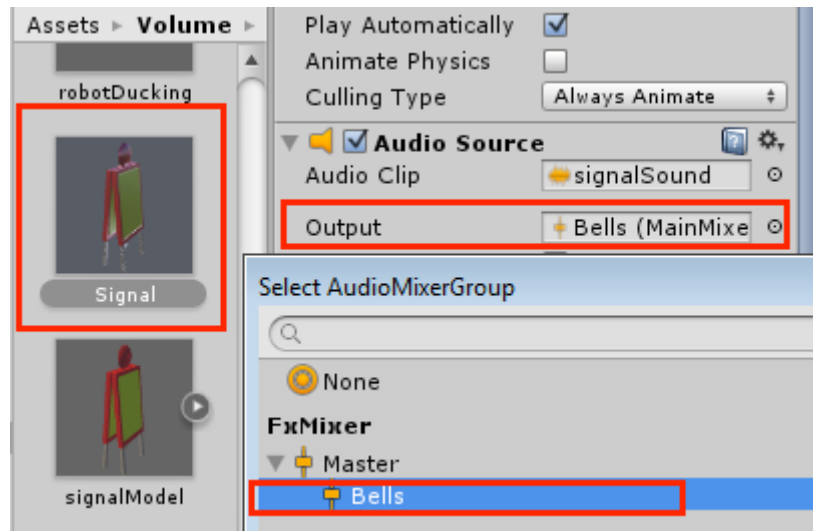 Assets ▸ Volume ▸
robotDucking
Signal
signalModel
Play Automatically
Animate Physics
Culling Type Always Animate
Audio Source
Audio Clip signalSound
Output Bells (MainMixe
Select AudioMixerGroup
None
FxMixer
Master
Bells